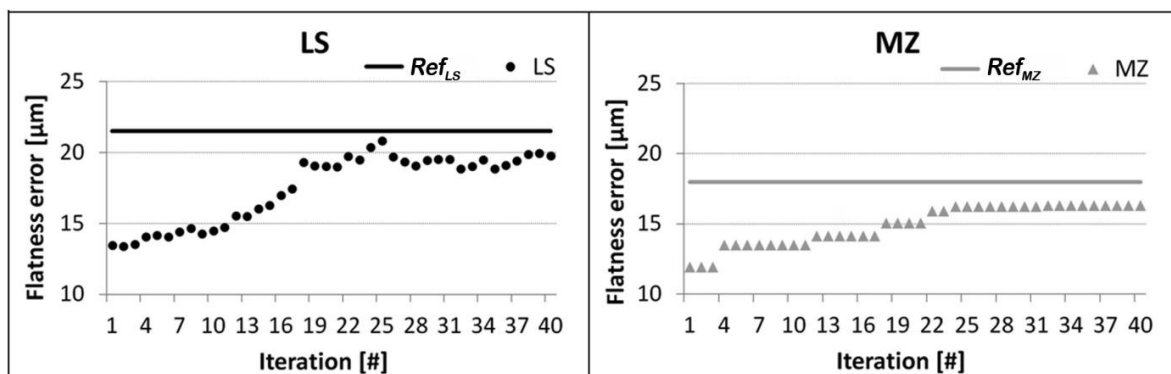 LS
Ref_LS LS
Flatness error [μm]
25
20
15
10
1 4 7 10 13 16 19 22 25 28 31 34 37 40
Iteration [#]
MZ
Ref_MZ MZ
Flatness error [μm]
25
20
15
10
1 4 7 10 13 16 19 22 25 28 31 34 37 40
Iteration [#]